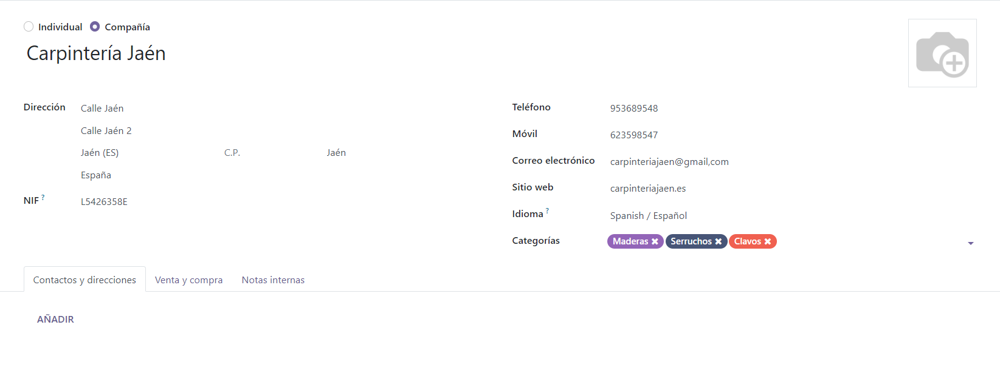 Individual Compañía
Carpintería Jaén
Dirección Calle Jaén
Calle Jaén 2
Jaén (ES) C.P. Jaén
España
NIF ? L5426358E
Teléfono 953689548
Móvil 623598547
Correo electrónico carpinteriajaen@gmail,com
Sitio web carpinteriajaen.es
Idioma ? Spanish / Español
Categorías Maderas ✖ Serruchos ✖ Clavos ✖
Contactos y direcciones Venta y compra Notas internas
AÑADIR